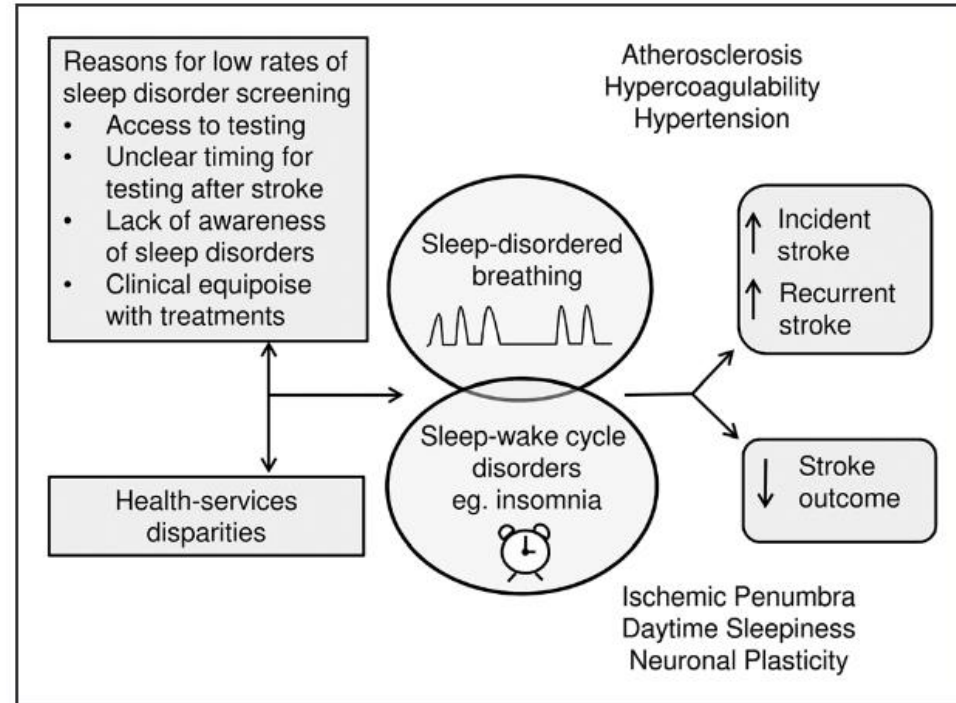 Reasons for low rates of
sleep disorder screening
• Access to testing
• Unclear timing for
testing after stroke
• Lack of awareness
of sleep disorders
• Clinical equipoise
with treatments
Health-services
disparities
Sleep-disordered
breathing
Sleep-wake cycle
disorders
eg. insomnia
Atherosclerosis
Hypercoagulability
Hypertension
↑ Incident
stroke
↑ Recurrent
stroke
↓ Stroke
outcome
Ischemic Penumbra
Daytime Sleepiness
Neuronal Plasticity